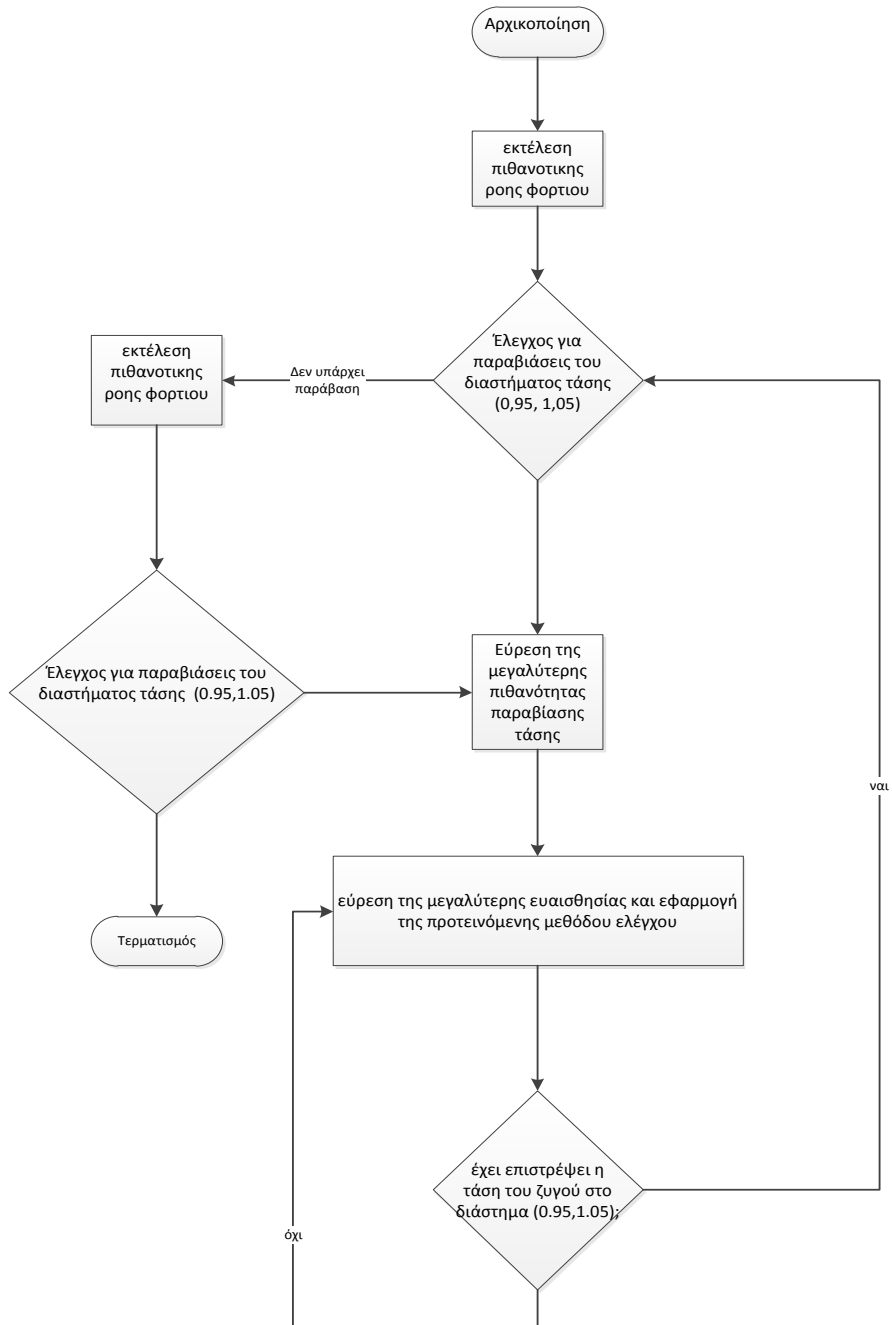 Αρχικοποίηση
εκτέλεση
πιθανοτικης
ροης φορτιου
Έλεγχος για
παραβιάσεις του
διαστήματος τάσης
(0,95, 1,05)
Δεν υπάρχει
παράβαση
εκτέλεση
πιθανοτικης
ροης φορτιου
Έλεγχος για παραβιάσεις του
διαστήματος τάσης (0.95,1.05)
Εύρεση της
μεγαλύτερης
πιθανότητας
παραβίασης
τάσης
ναι
εύρεση της μεγαλύτερης ευαισθησίας και εφαρμογή
της προτεινόμενης μεθόδου ελέγχου
Τερματισμός
έχει επιστρέψει η
τάση του ζυγού στο
διάστημα (0.95,1.05);
όχι